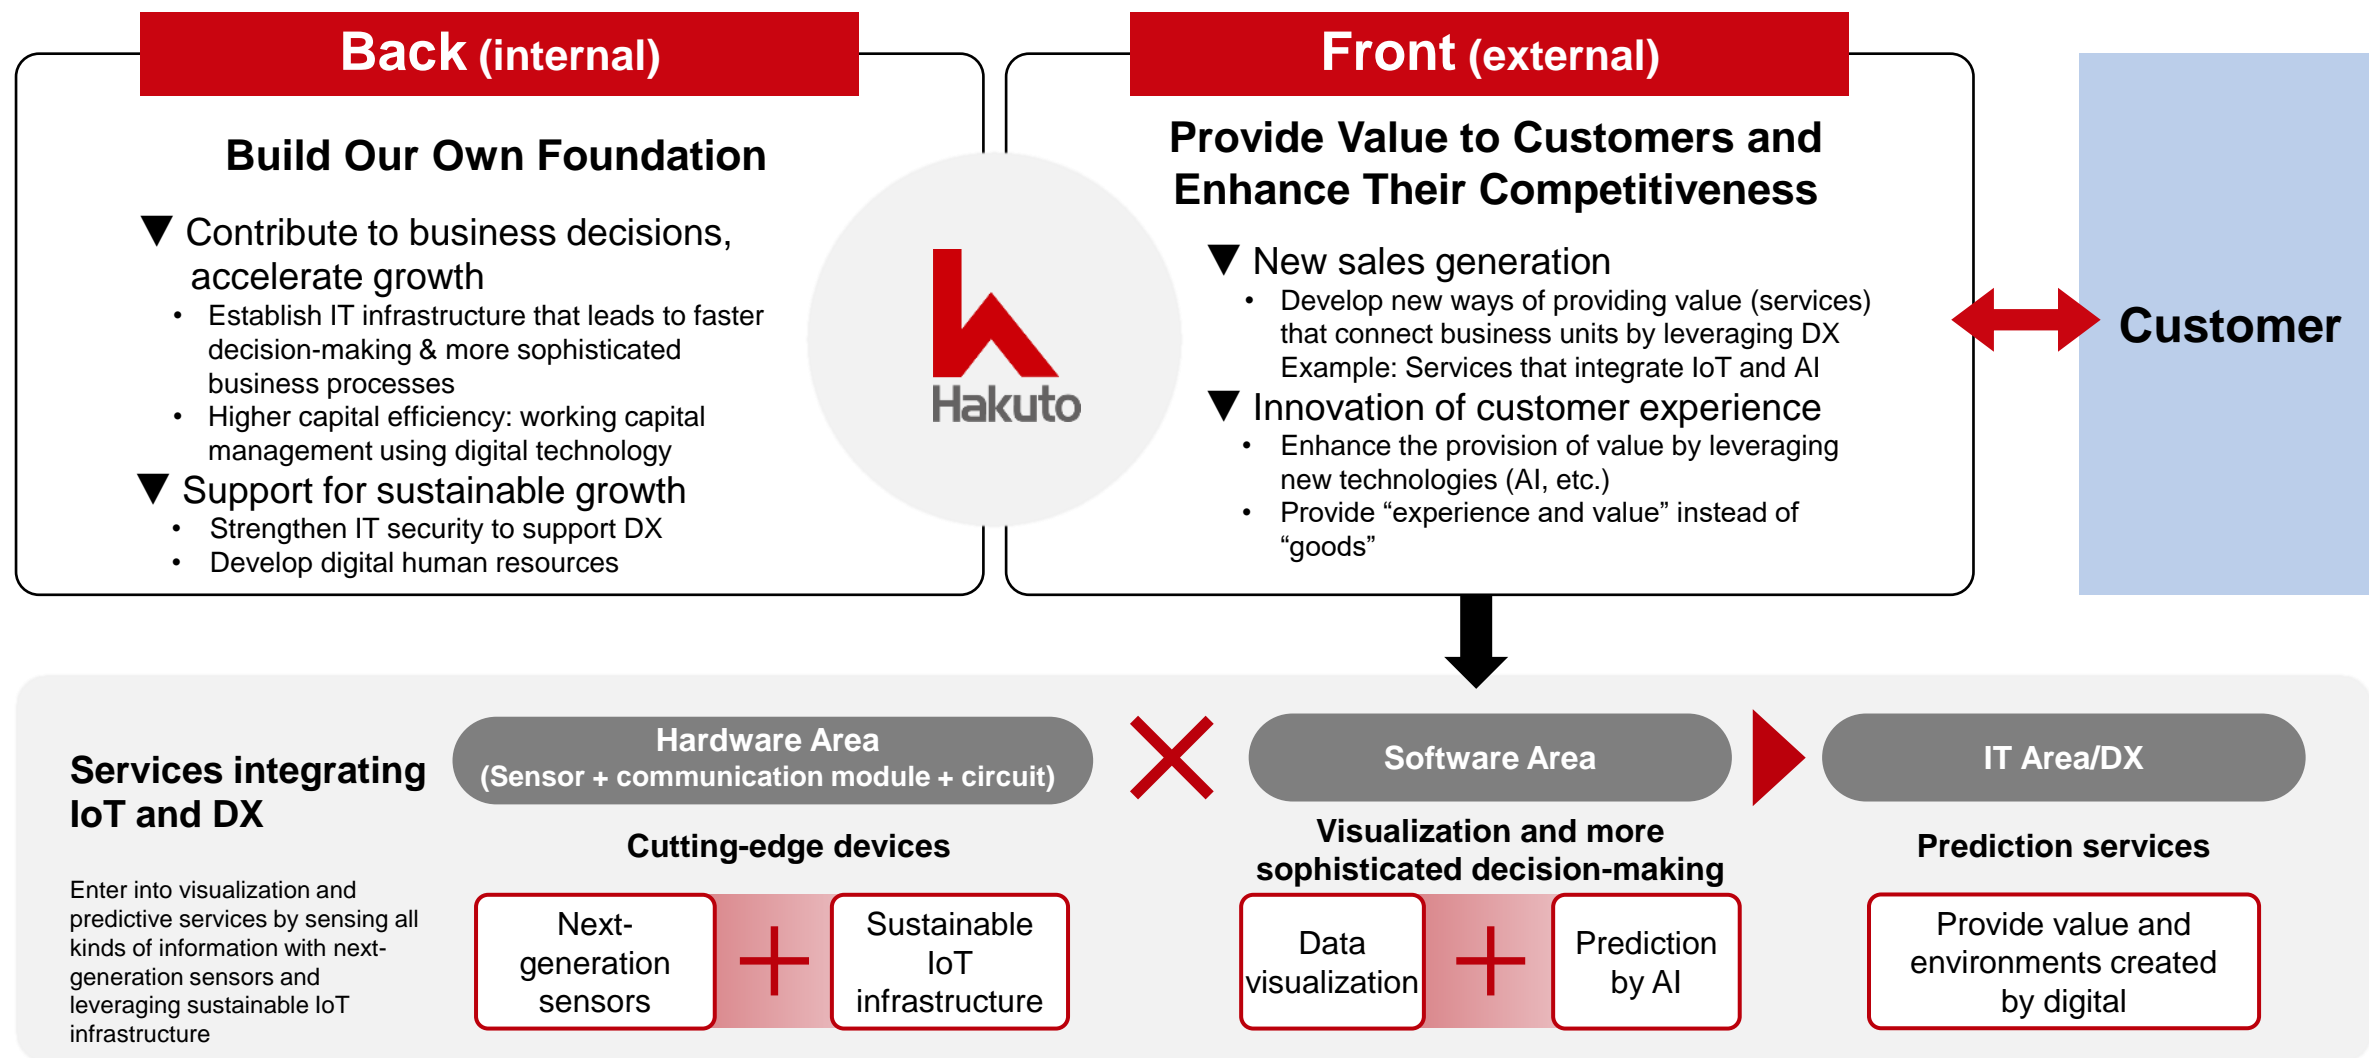 Back (internal)
Build Our Own Foundation
▼ Contribute to business decisions,
accelerate growth
• Establish IT infrastructure that leads to faster
decision-making & more sophisticated
business processes
• Higher capital efficiency: working capital
management using digital technology
▼ Support for sustainable growth
• Strengthen IT security to support DX
• Develop digital human resources
Hakuto
Front (external)
Provide Value to Customers and
Enhance Their Competitiveness
▼ New sales generation
• Develop new ways of providing value (services)
that connect business units by leveraging DX
Example: Services that integrate IoT and AI
▼ Innovation of customer experience
• Enhance the provision of value by leveraging
new technologies (AI, etc.)
• Provide “experience and value” instead of
“goods”
Customer
Services integrating
IoT and DX
Enter into visualization and
predictive services by sensing all
kinds of information with next-
generation sensors and
leveraging sustainable IoT
infrastructure
Hardware Area
(Sensor + communication module + circuit)
Cutting-edge devices
Next-
generation
sensors
Sustainable
IoT
infrastructure
Software Area
Visualization and more
sophisticated decision-making
Data
visualization
Prediction
by AI
IT Area/DX
Prediction services
Provide value and
environments created
by digital